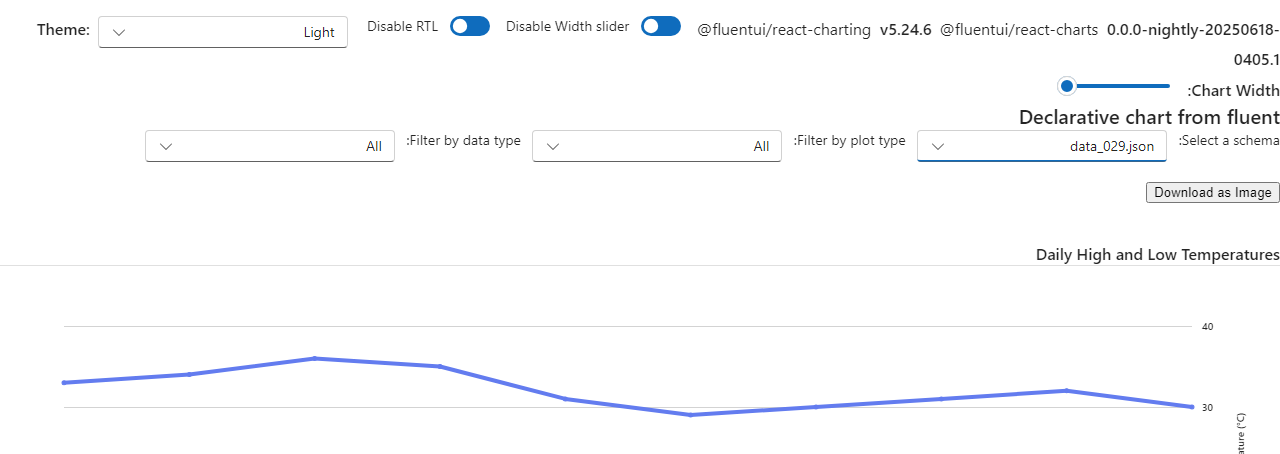 Theme:
Light
Disable RTL
Disable Width slider
@fluentui/react-charting v5.24.6 @fluentui/react-charts 0.0.0-nightly-20250618-
0405.1
:Chart Width
Declarative chart from fluent
:Select a schema
data_029.json
:Filter by plot type
All
:Filter by data type
All
Download as Image
Daily High and Low Temperatures
40
30
(°C)